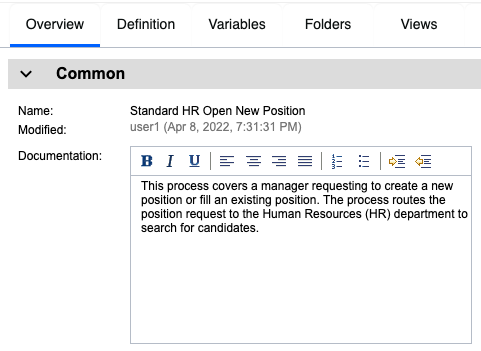 Overview Definition Variables Folders Views
Common
Name: Standard HR Open New Position
Modified: user1 (Apr 8, 2022, 7:31:31 PM)
Documentation: B I U
This process covers a manager requesting to create a new
position or fill an existing position. The process routes the
position request to the Human Resources (HR) department to
search for candidates.